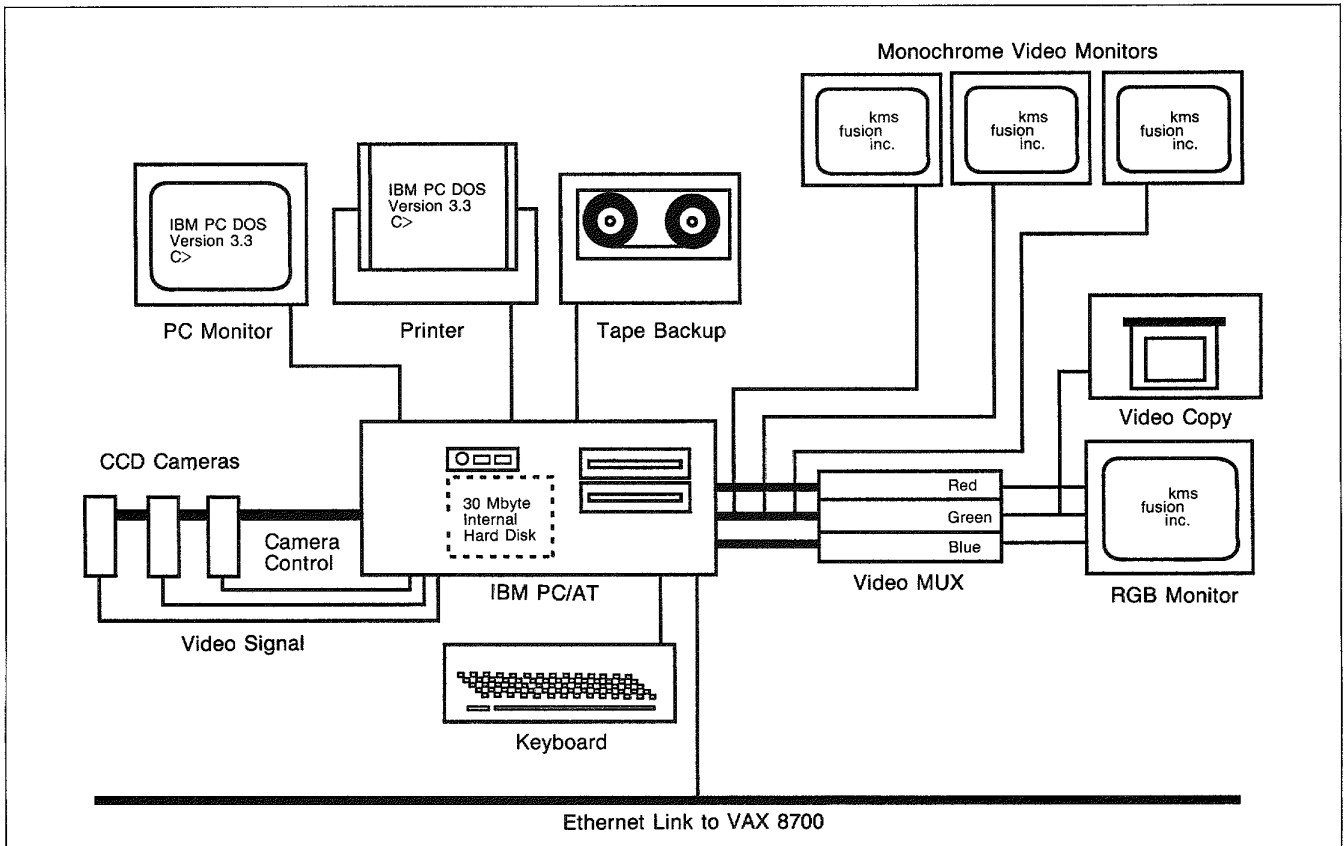 Monochrome Video Monitors
kms
fusion
inc.
kms
fusion
inc.
kms
fusion
inc.
IBM PC DOS
Version 3.3
C>
IBM PC DOS
Version 3.3
C>
PC Monitor
Printer
Tape Backup
Video Copy
CCD Cameras
Camera
Control
Video Signal
30 Mbyte
Internal
Hard Disk
IBM PC/AT
Red
Green
Blue
Video MUX
kms
fusion
inc.
RGB Monitor
Keyboard
Ethernet Link to VAX 8700